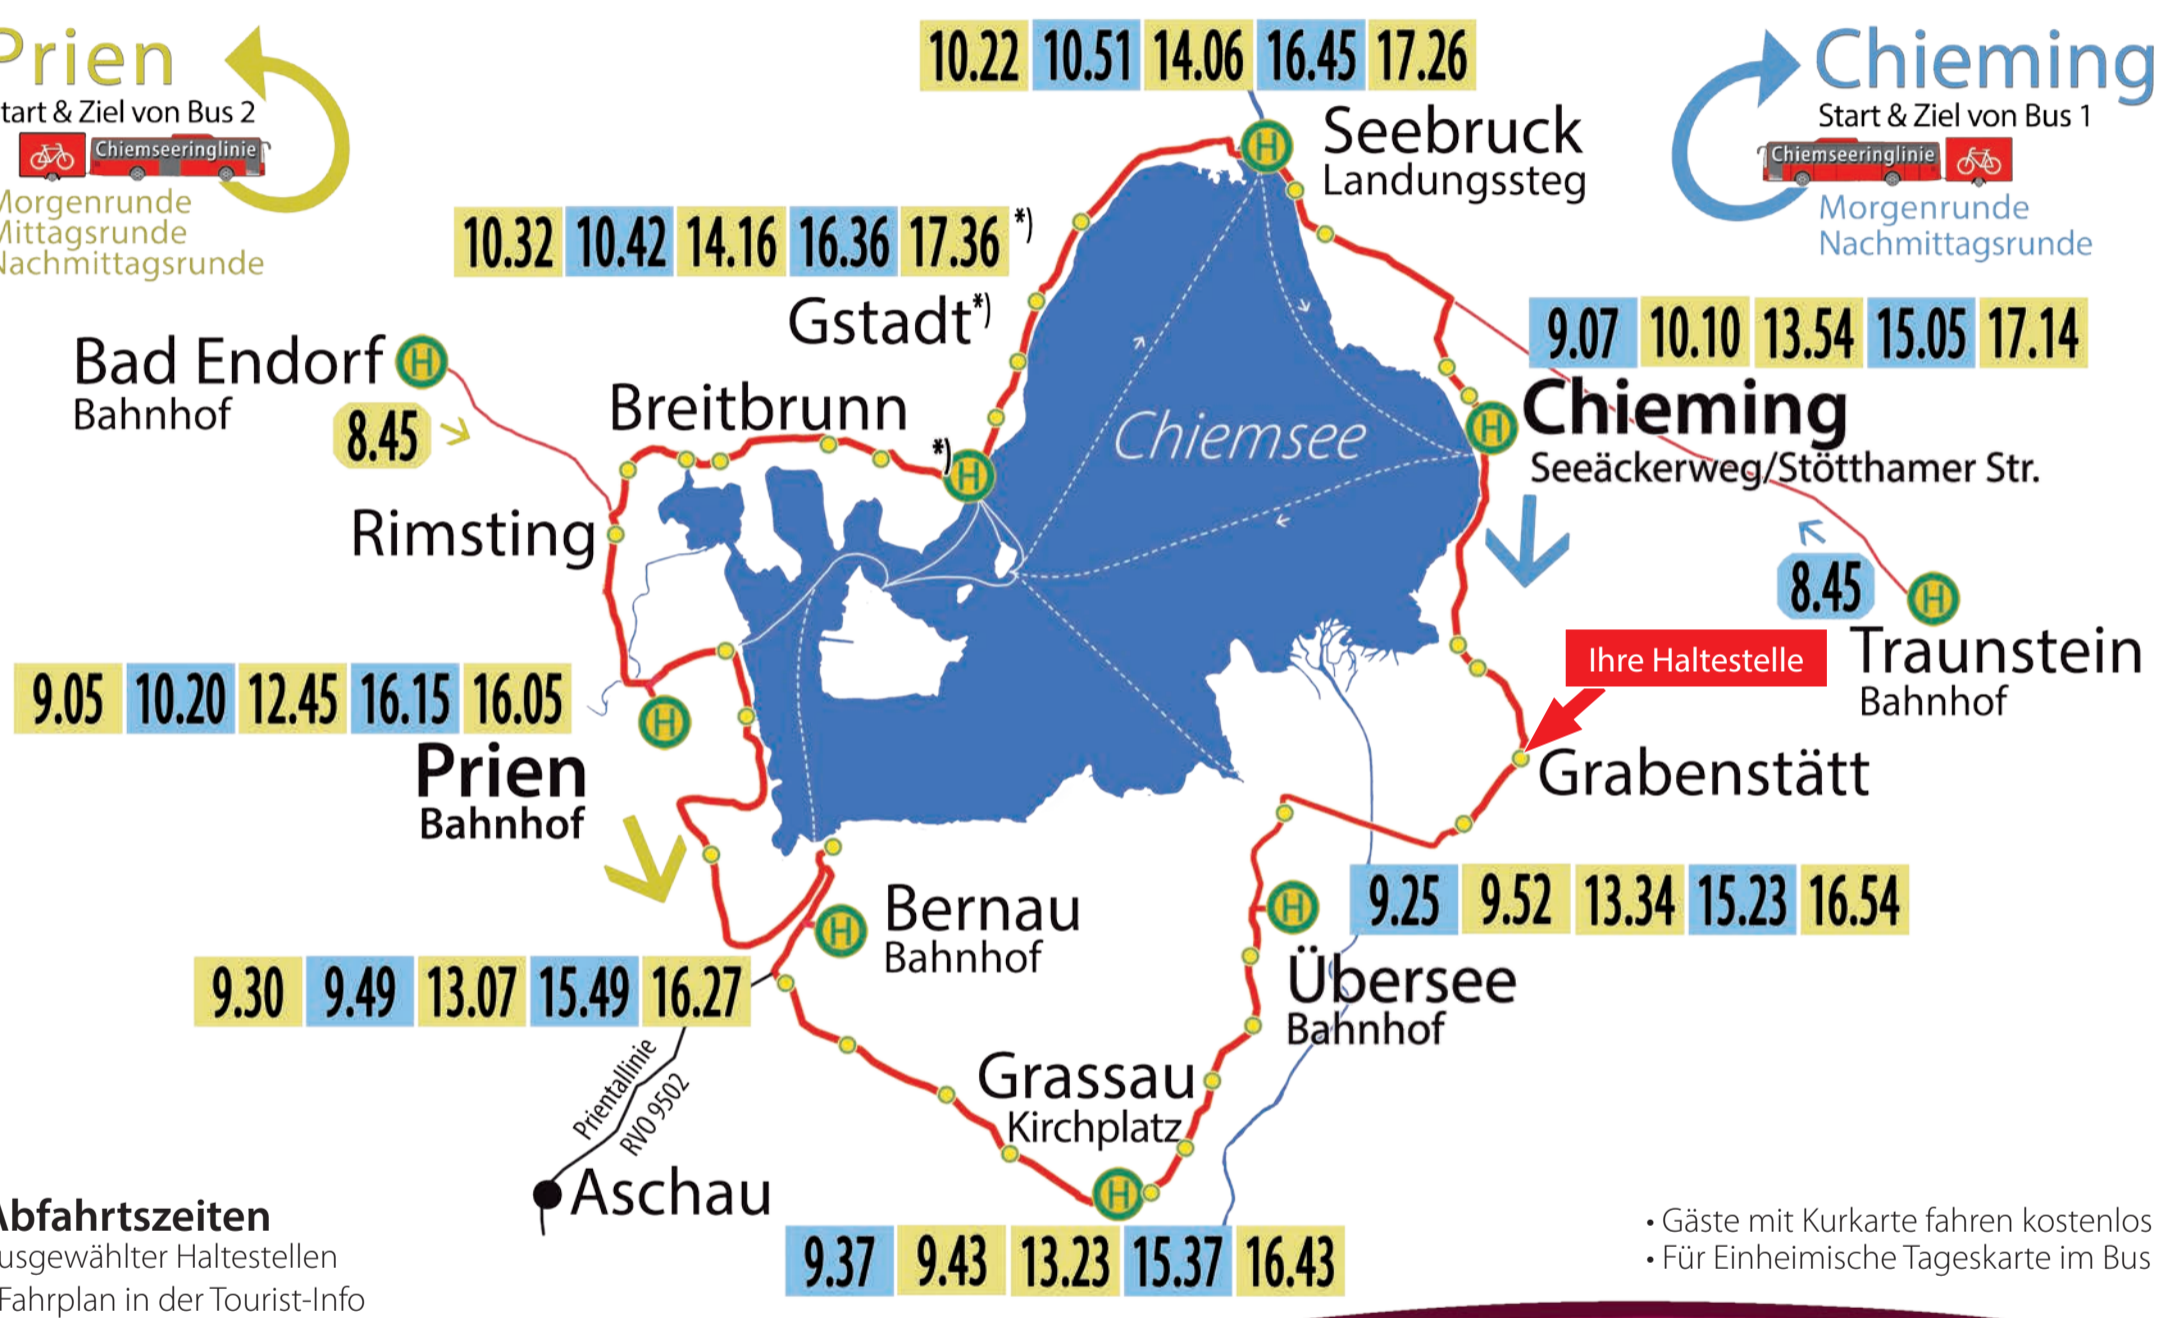 Prien
tart & Ziel von Bus 2
Chiemseeringlinie
Morgenrunde
Mittagsrunde
Nachmittagsrunde
10.22 10.51 14.06 16.45 17.26
Seebruck
Landungssteg
Chieming
Start & Ziel von Bus 1
Chiemseeringlinie
Morgenrunde
Nachmittagsrunde
10.32 10.42 14.16 16.36 17.36 *)
Gstadt*)
Bad Endorf H
Bahnhof
8.45
Breitbrunn
*)
H
H
Chiemsee
9.07 10.10 13.54 15.05 17.14
H Chieming
Seeäckerweg/Stötthamer Str.
Rimsting
8.45
H
Traunstein
Bahnhof
Ihre Haltestelle
Grabenstätt
9.05 10.20 12.45 16.15 16.05
H
Prien
Bahnhof
H Bernau
Bahnhof
9.30 9.49 13.07 15.49 16.27
H 9.25 9.52 13.34 15.23 16.54
Übersee
Bahnhof
Prientallinie
RVO 9502
Aschau
Grassau
Kirchplatz
H
9.37 9.43 13.23 15.37 16.43
Abfahrtszeiten
usgewählter Haltestellen
Fahrplan in der Tourist-Info
• Gäste mit Kurkarte fahren kostenlos
• Für Einheimische Tageskarte im Bus